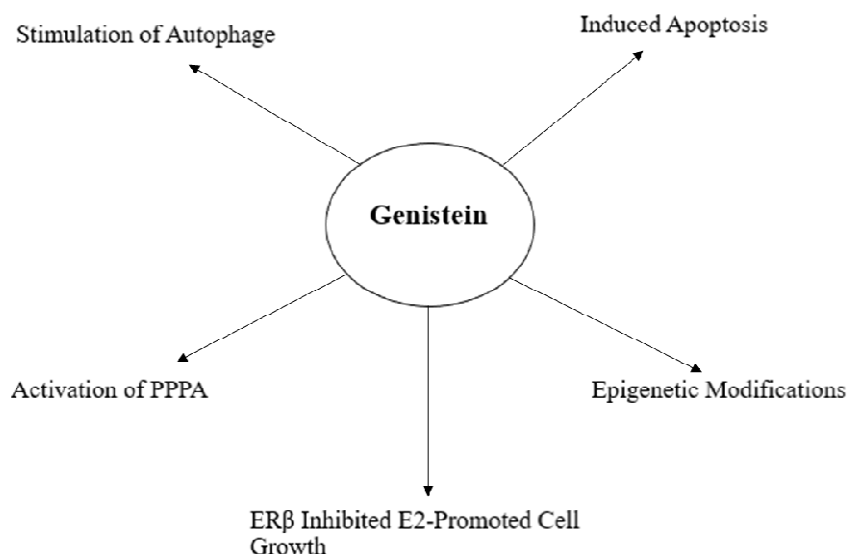 Stimulation of Autophage
Induced Apoptosis
Genistein
Activation of PPPA
Epigenetic Modifications
ERβ Inhibited E2-Promoted Cell
Growth